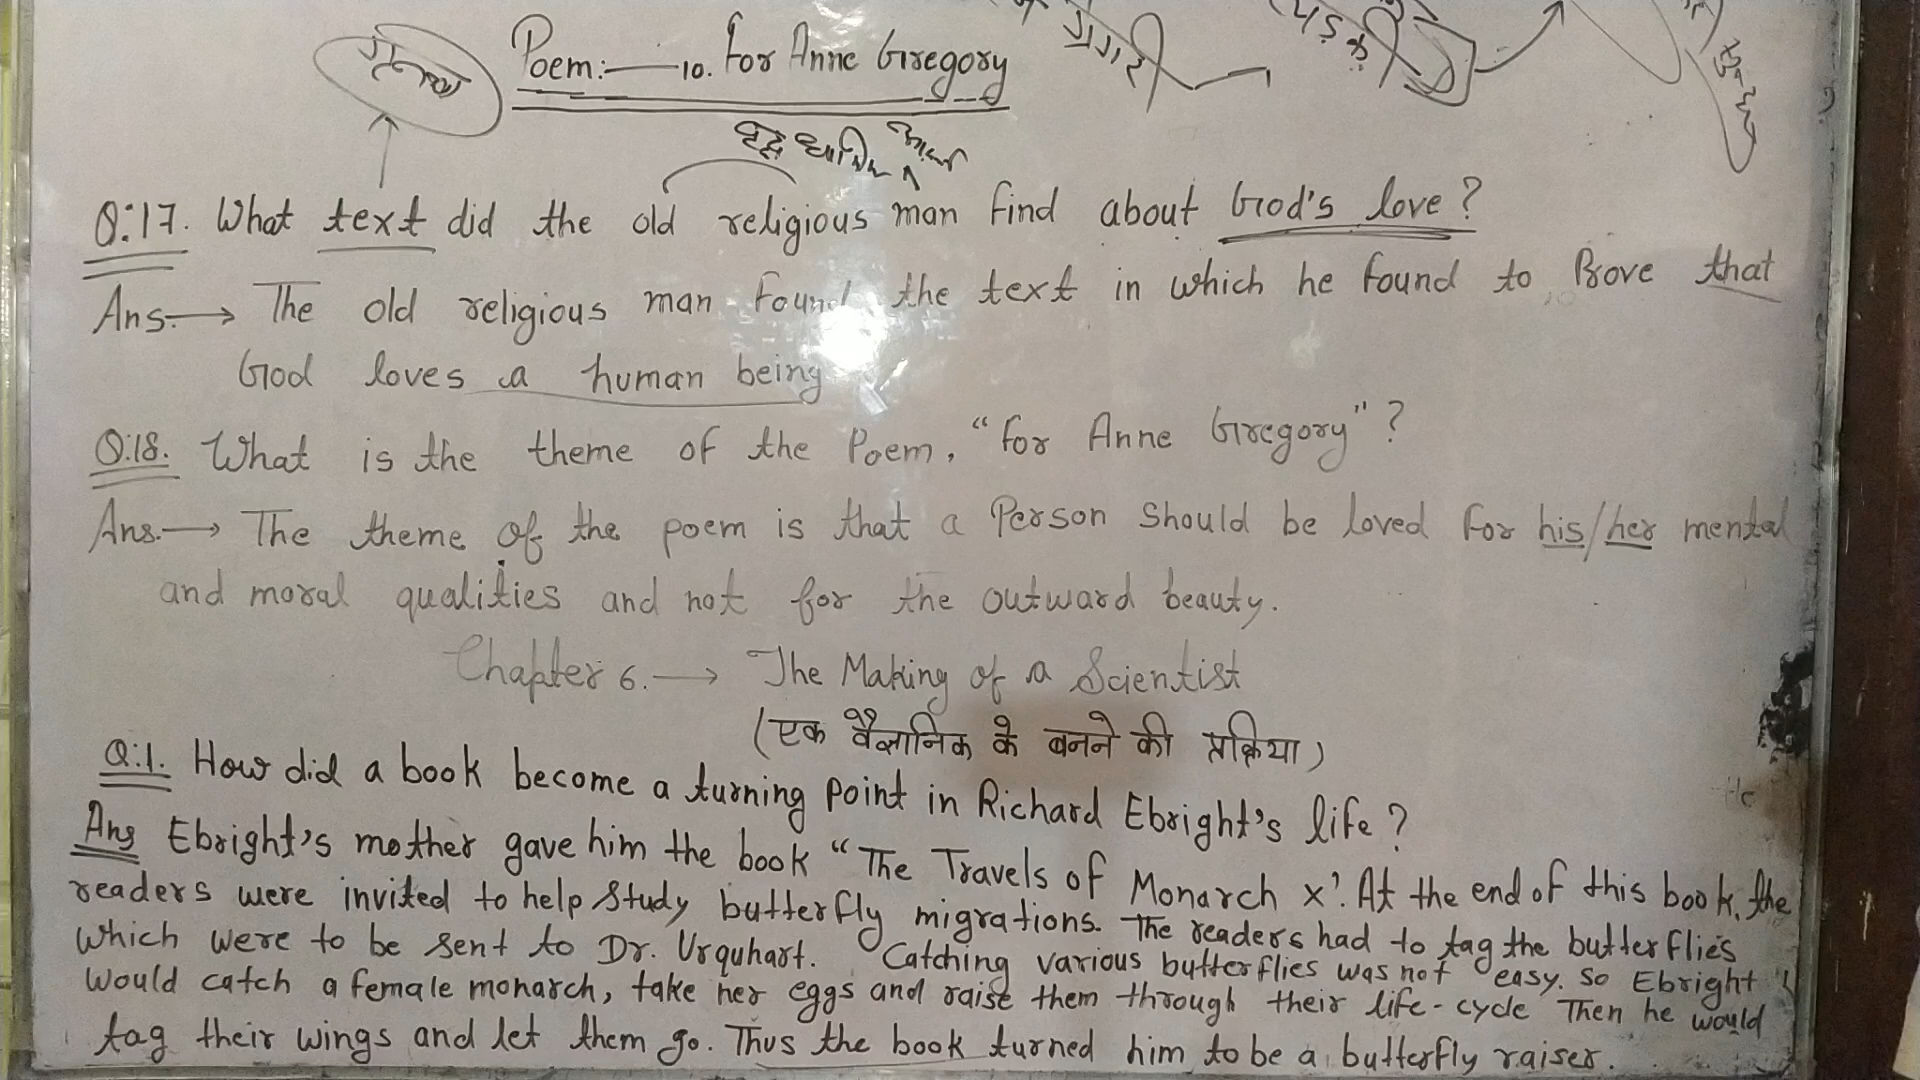 Poem:— 10. For Anne Gregory
Q:17. What text did the old religious man find about God's love?
Ans:→ The old religious man found the text in which he found to Prove that
God loves a human being
Q.18. What is the theme of the Poem, "for Anne Gregory"?
Ans.→ The theme of the poem is that a Person should be loved for his/her mental
and moral qualities and not for the outward beauty.
Chapter 6.→ The Making of a Scientist
(एक वैज्ञानिक के बनने की प्रक्रिया)
Q:1. How did a book become a turning point in Richard Ebright's life?
Ans Ebright's mother gave him the book "The Travels of Monarch x'. At the end of this book, the
readers were invited to help study butterfly migrations. The readers had to tag the butterflies
which were to be sent to Dr. Urquhart. Catching various butterflies was not easy. So Ebright
would catch a female monarch, take her eggs and raise them through their life-cycle Then he would
tag their wings and let them go. Thus the book turned him to be a butterfly raiser.